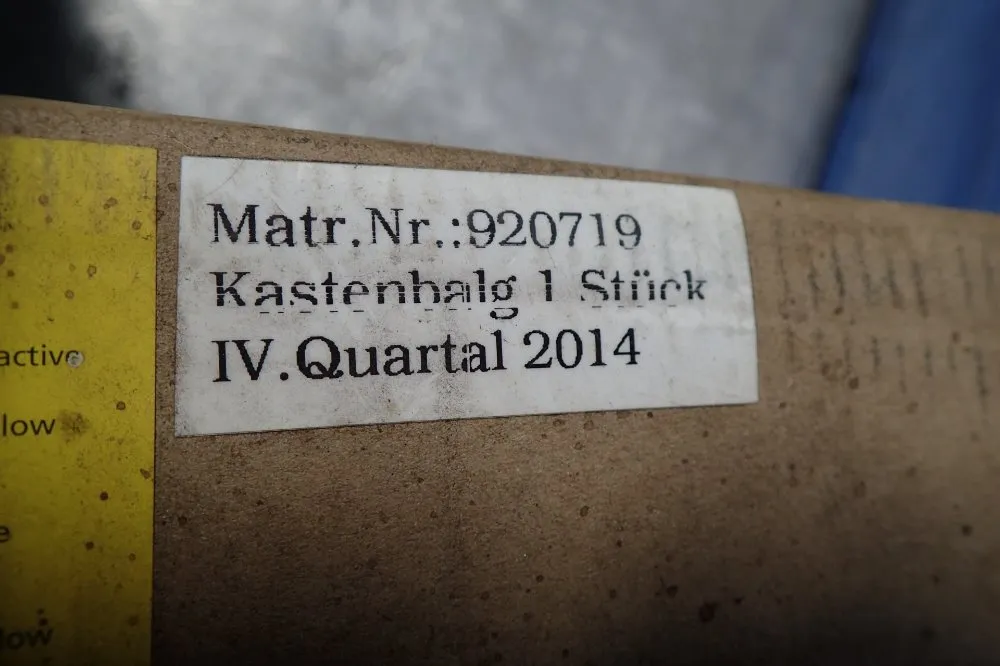 Matr.Nr.:920719
Kastenbalg 1 Stück
IV.Quartal 2014
active
low
low